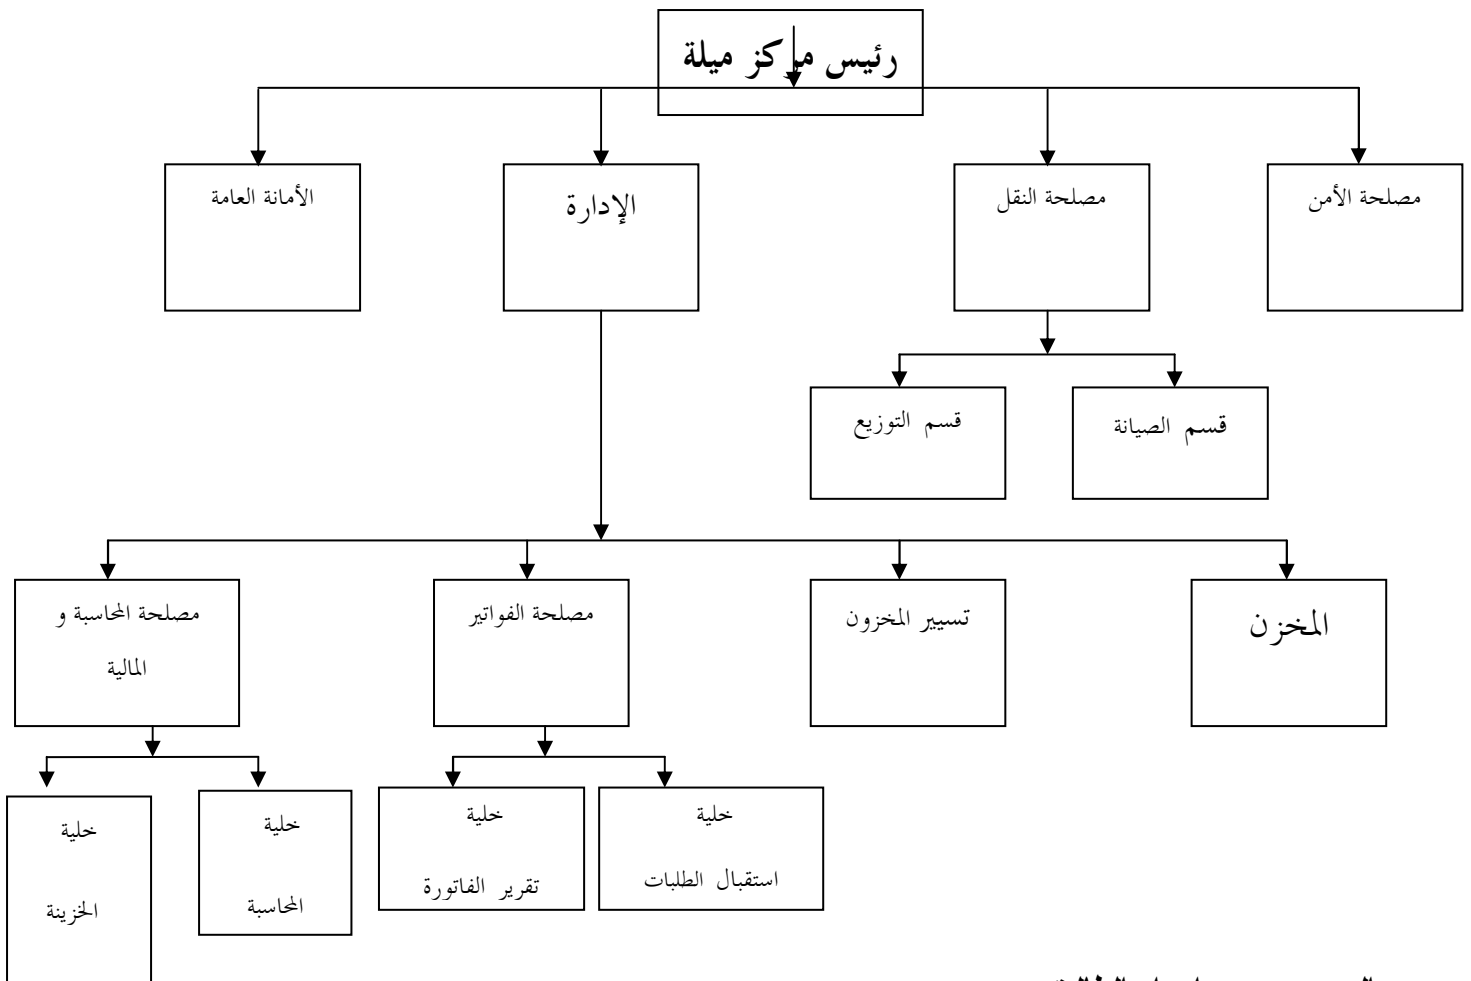 رئيس مركز ميلة
مصلحة الأمن
مصلحة النقل
الإدارة
الأمانة العامة
قسم الصيانة
قسم التوزيع
المخزن
تسيير المخزون
مصلحة الفواتير
مصلحة المحاسبة و
المالية
خلية
استقبال الطلبات
خلية
تقرير الفاتورة
خلية
المحاسبة
خلية
الخزينة